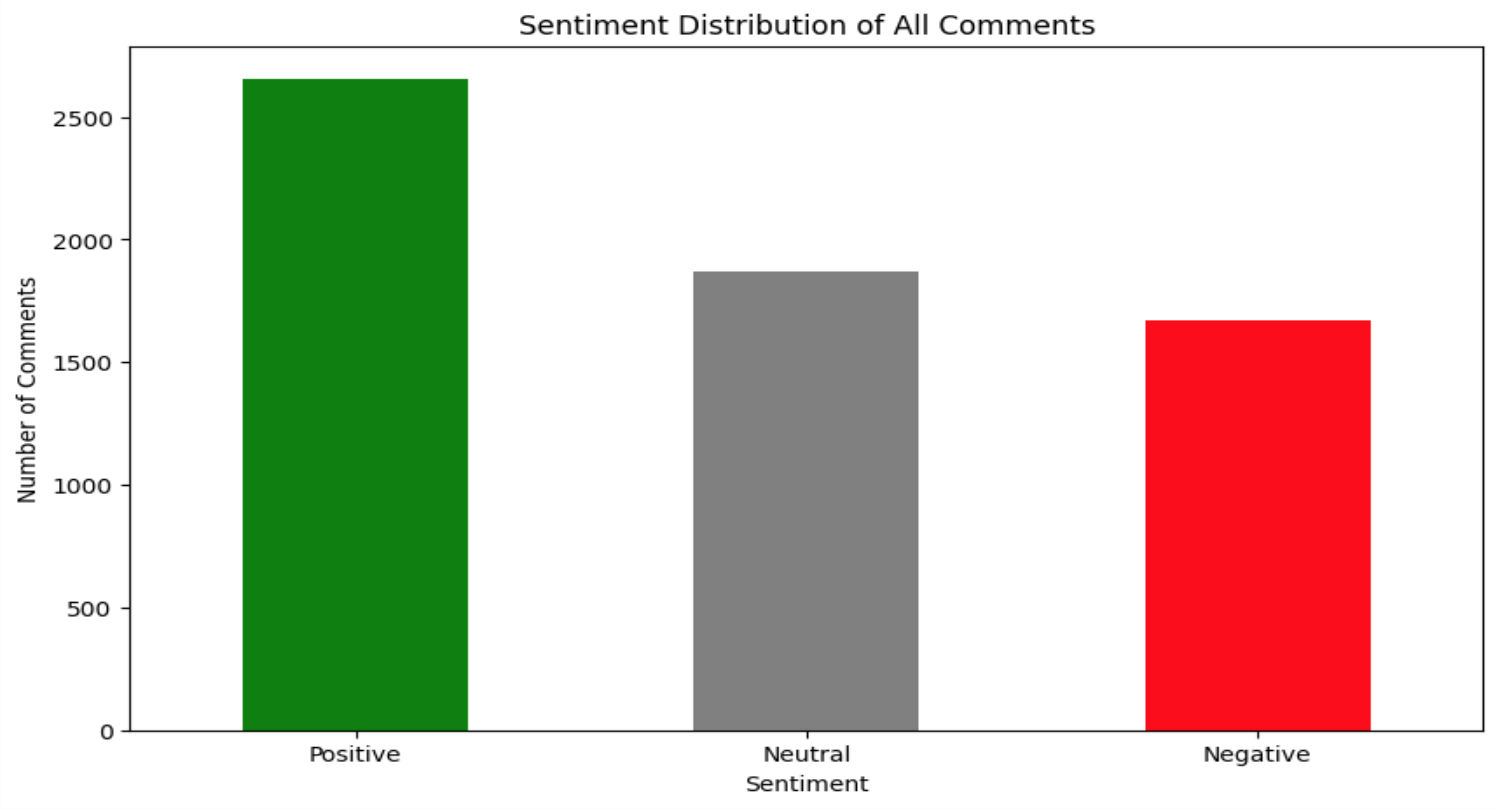 Sentiment Distribution of All Comments
2500
2000
1500
1000
500
0
Number of Comments
Positive
Neutral
Negative
Sentiment